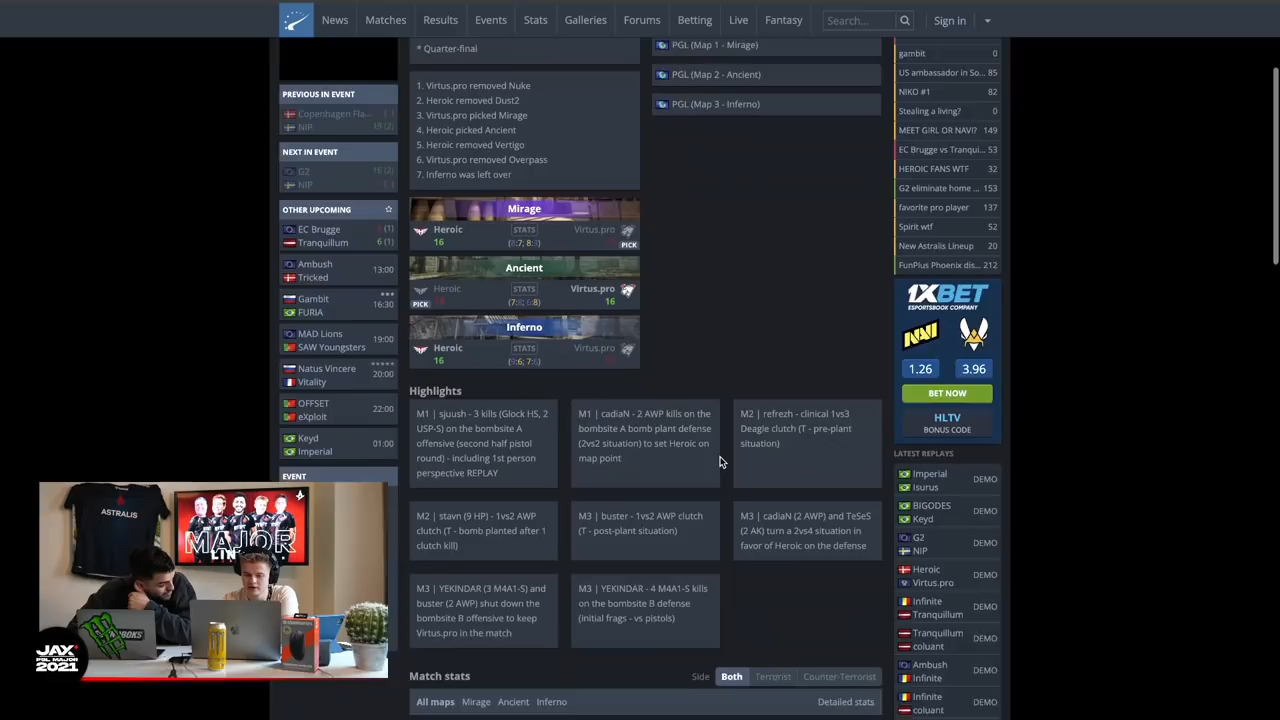 News
Matches
Results
Events
Stats
Galleries
Forums
Betting
Live
Fantasy
Search...
Sign in
PREVIOUS IN EVENT
Copenhagen Fla...
NIP
19 (2)
NEXT IN EVENT
G2
16 (2)
NIP
OTHER UPCOMING
EC Brugge
(1)
Tranquillum
6 (1)
Ambush
Tricked
13:00
Gambit
FURIA
16:30
MAD Lions
SAW Youngsters
19:00
Natus Vincere
Vitality
20:00
OFFSET
eXploit
22:00
Keyd
Imperial
01:00
EVENT
* Quarter-final
1. Virtus.pro removed Nuke
2. Heroic removed Dust2
3. Virtus.pro picked Mirage
4. Heroic picked Ancient
5. Heroic removed Vertigo
6. Virtus.pro removed Overpass
7. Inferno was left over
Mirage
Heroic
16
STATS
Virtus.pro
PICK
Ancient
Heroic
PICK
STATS
Virtus.pro
16
Inferno
Heroic
16
STATS
Virtus.pro
PGL (Map 1 - Mirage)
PGL (Map 2 - Ancient)
PGL (Map 3 - Inferno)
Highlights
M1 | sjuush - 3 kills (Glock HS, 2
USP-S) on the bombsite A
offensive (second half pistol
round) - including 1st person
perspective REPLAY
M1 | cadiaN - 2 AWP kills on the
bombsite A bomb plant defense
(2vs2 situation) to set Heroic on
map point
M2 | refrezh - clinical 1vs3
Deagle clutch (T - pre-plant
situation)
M2 | stavn (9 HP) - 1vs2 AWP
clutch (T - bomb planted after 1
clutch kill)
M3 | buster - 1vs2 AWP clutch
(T - post-plant situation)
M3 | cadiaN (2 AWP) and TeSeS
(2 AK) turn a 2vs4 situation in
favor of Heroic on the defense
M3 | YEKINDAR (3 M4A1-S) and
buster (2 AWP) shut down the
bombsite B offensive to keep
Virtus.pro in the match
M3 | YEKINDAR - 4 M4A1-S kills
on the bombsite B defense
(initial frags - vs pistols)
Match stats
Side
Both
Terrorist
Counter-Terrorist
All maps
Mirage
Ancient
Inferno
Detailed stats
gambit 0
US ambassador in So... 85
NIKO #1 82
Stealing a living? 0
MEET GIRL OR NAVI? 149
EC Brugge vs Tranqui... 53
HEROIC FANS WTF 32
G2 eliminate home ... 153
favorite pro player 137
Spirit wtf 52
New Astralis Lineup 20
FunPlus Phoenix dis... 212
1XBET
ESPORTSBOOK COMPANY
NAVI
1.26
3.96
BET NOW
HLTV
BONUS CODE
LATEST REPLAYS
Imperial
Isurus
DEMO
BIGODES
Keyd
DEMO
G2
NIP
DEMO
Heroic
Virtus.pro
DEMO
Infinite
Tranquillum
DEMO
Tranquillum
coluant
DEMO
Ambush
Infinite
DEMO
Infinite
coluant
DEMO
ASTRALIS
MAJOR
JAX
PGL MAJOR
2021